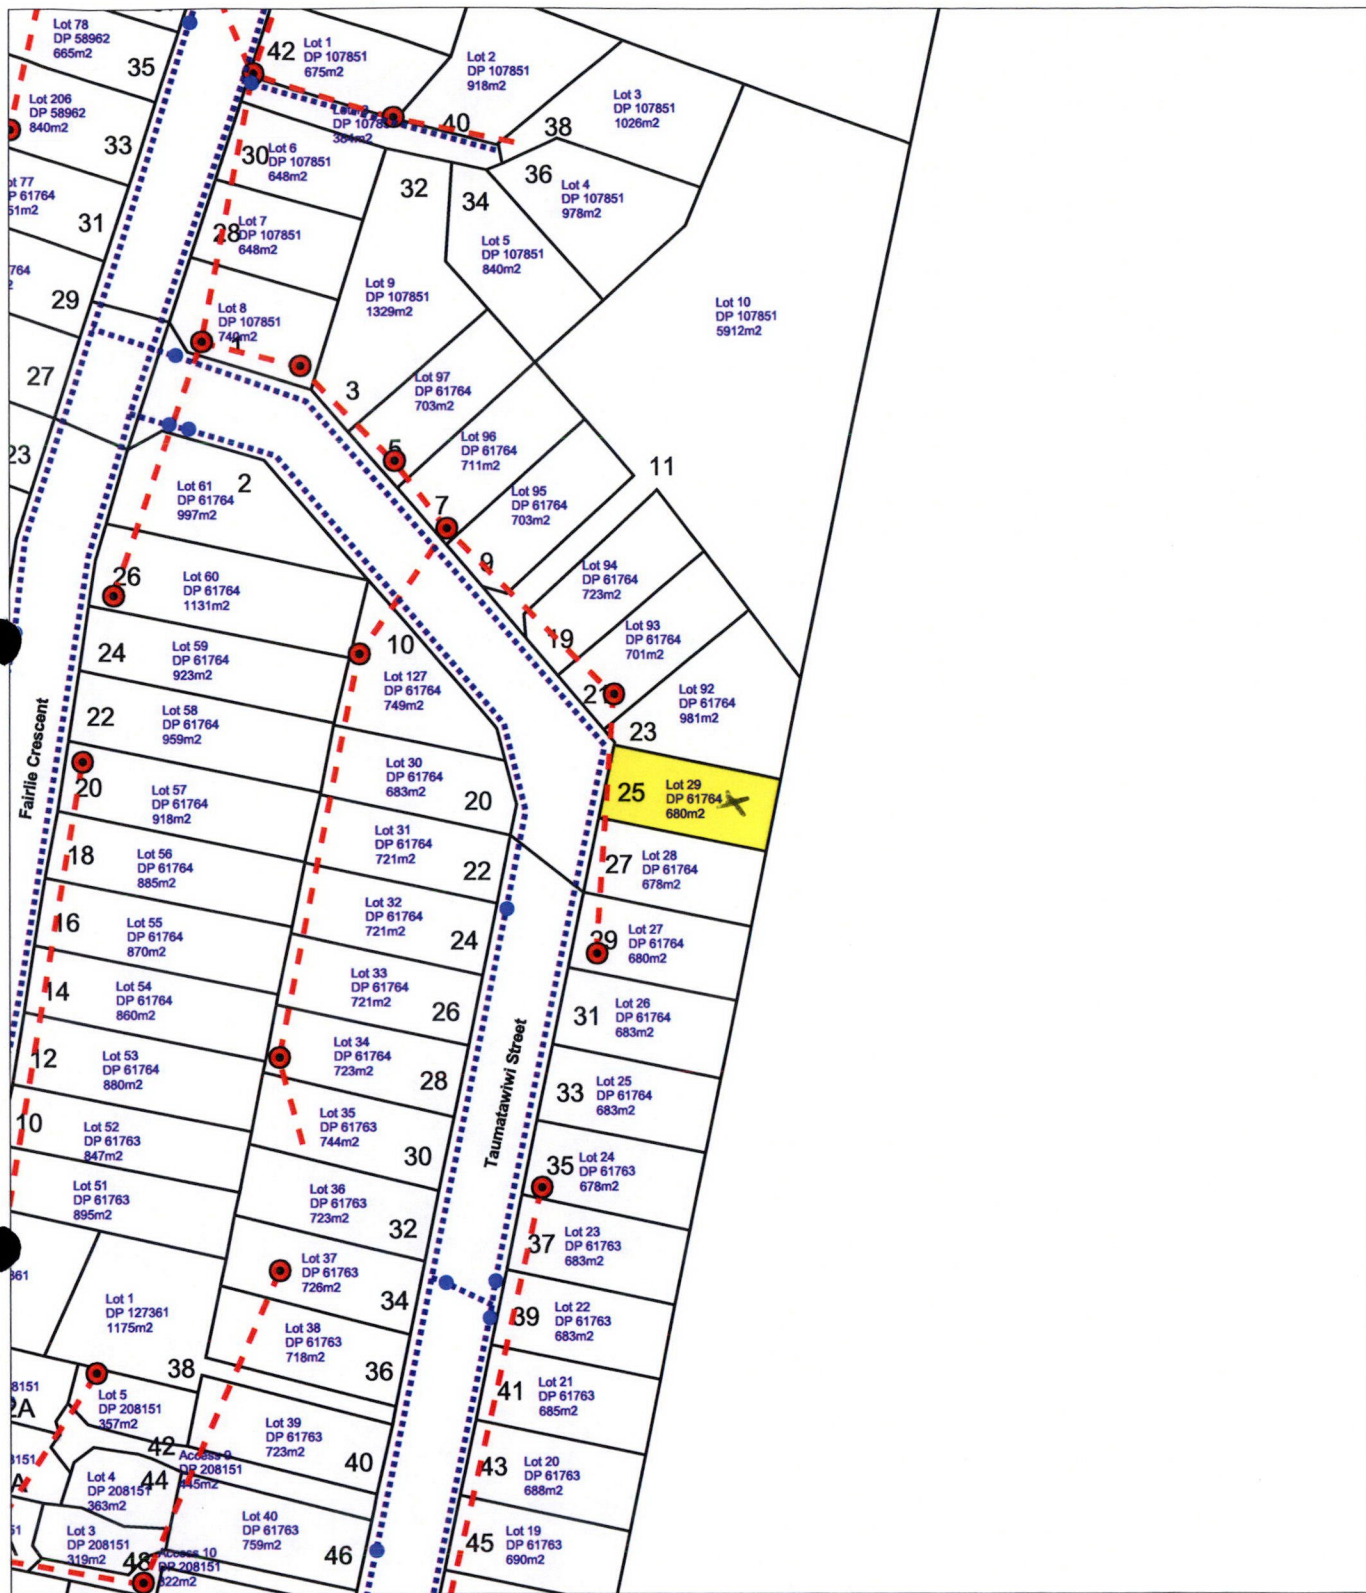 Lot 78
DP 58962
665m2
35
Lot 206
DP 58962
840m2
33
31
29
27
23
42
Lot 1
DP 107851
675m2
Lot 2
DP 107851
918m2
40
38
Lot 3
DP 107851
1026m2
30
Lot 6
DP 107851
648m2
32
34
36
Lot 4
DP 107851
978m2
28
Lot 7
DP 107851
648m2
Lot 5
DP 107851
840m2
Lot 9
DP 107851
1329m2
Lot 10
DP 107851
5912m2
Lot 8
DP 107851
1
3
Lot 97
DP 61764
703m2
5
Lot 96
DP 61764
711m2
7
Lot 95
DP 61764
703m2
9
11
2
Lot 61
DP 61764
997m2
26
Lot 60
DP 61764
1131m2
Lot 94
DP 61764
723m2
19
Lot 93
DP 61764
701m2
21
Lot 92
DP 61764
981m2
23
24
Lot 59
DP 61764
923m2
10
Lot 127
DP 61764
749m2
22
Lot 58
DP 61764
959m2
Fairlie Crescent
20
Lot 57
DP 61764
918m2
Lot 30
DP 61764
683m2
20
25
Lot 29
DP 61764
680m2
18
Lot 56
DP 61764
885m2
Lot 31
DP 61764
721m2
22
27
Lot 28
DP 61764
678m2
16
Lot 55
DP 61764
870m2
Lot 32
DP 61764
721m2
24
29
Lot 27
DP 61764
680m2
14
Lot 54
DP 61764
860m2
Lot 33
DP 61764
721m2
26
31
Lot 26
DP 61764
683m2
12
Lot 53
DP 61764
880m2
Lot 34
DP 61764
723m2
28
Taumatawiwi Street
33
Lot 25
DP 61764
683m2
10
Lot 52
DP 61763
847m2
Lot 35
DP 61763
744m2
30
35
Lot 24
DP 61763
678m2
Lot 51
DP 61763
895m2
Lot 36
DP 61763
723m2
32
37
Lot 23
DP 61763
683m2
Lot 1
DP 127361
1175m2
Lot 37
DP 61763
726m2
34
39
Lot 22
DP 61763
683m2
38
Lot 38
DP 61763
718m2
36
41
Lot 21
DP 61763
685m2
Lot 5
DP 208151
357m2
42
Lot 39
DP 61763
723m2
40
43
Lot 20
DP 61763
688m2
Lot 4
DP 208151
363m2
44
Access 9
DP 208151
445m2
Lot 3
DP 208151
319m2
48
Access 10
DP 208151
Lot 40
DP 61763
759m2
46
45
Lot 19
DP 61763
690m2